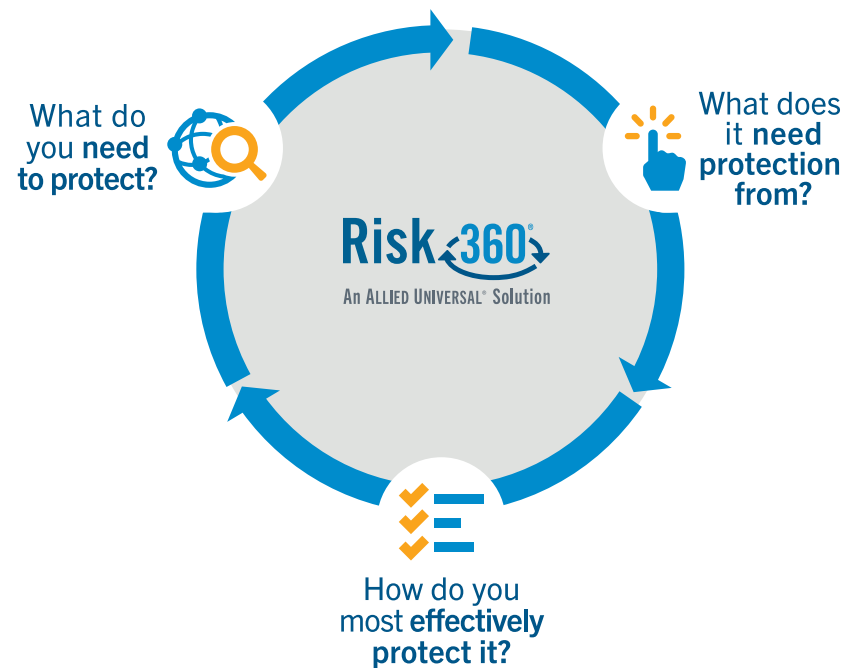 What do
you need
to protect?
What does
it need
protection
from?
Risk 360®
An ALLIED UNIVERSAL® Solution
How do you
most effectively
protect it?